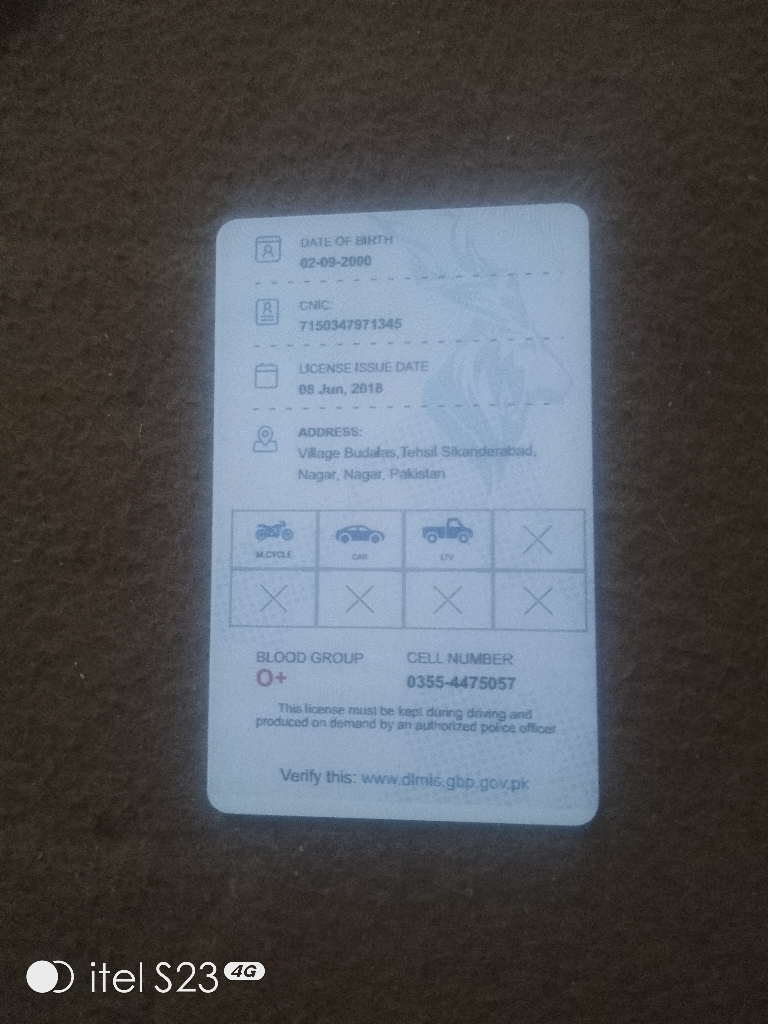 DATE OF BIRTH
02-09-2000
CNIC:
7150347971345
LICENSE ISSUE DATE
08 Jun, 2018
ADDRESS:
Village Budalas,Tehsil Sikanderabad,
Nagar, Nagar, Pakistan
M.CYCLE CAR LTV
BLOOD GROUP CELL NUMBER
O+ 0355-4475057
This license must be kept during driving and
produced on demand by an authorized police officer
Verify this: www.dlmis.gbp.gov.pk
itel S23 4G